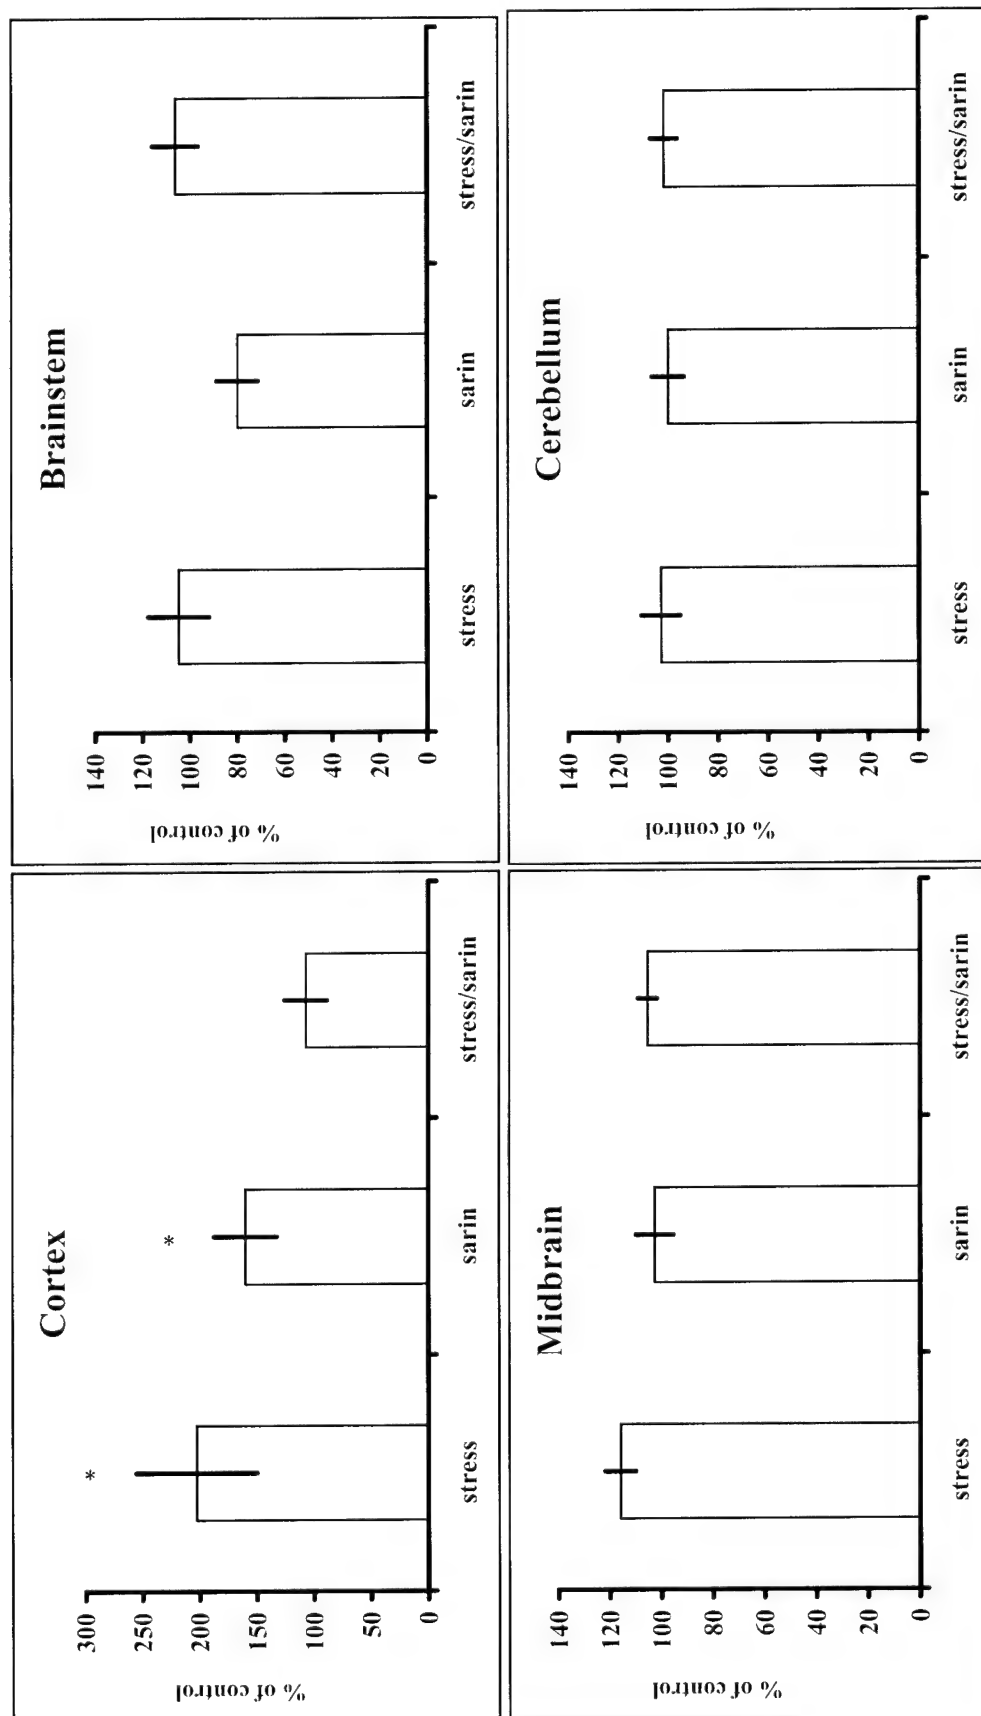 Cortex
% of control
300
250
200
150
100
50
0
*
*
stress
sarin
stress/sarin
Brainstem
% of control
140
120
100
80
60
40
20
0
stress
sarin
stress/sarin
Midbrain
% of control
140
120
100
80
60
40
20
0
stress
sarin
stress/sarin
Cerebellum
% of control
140
120
100
80
60
40
20
0
stress
sarin
stress/sarin